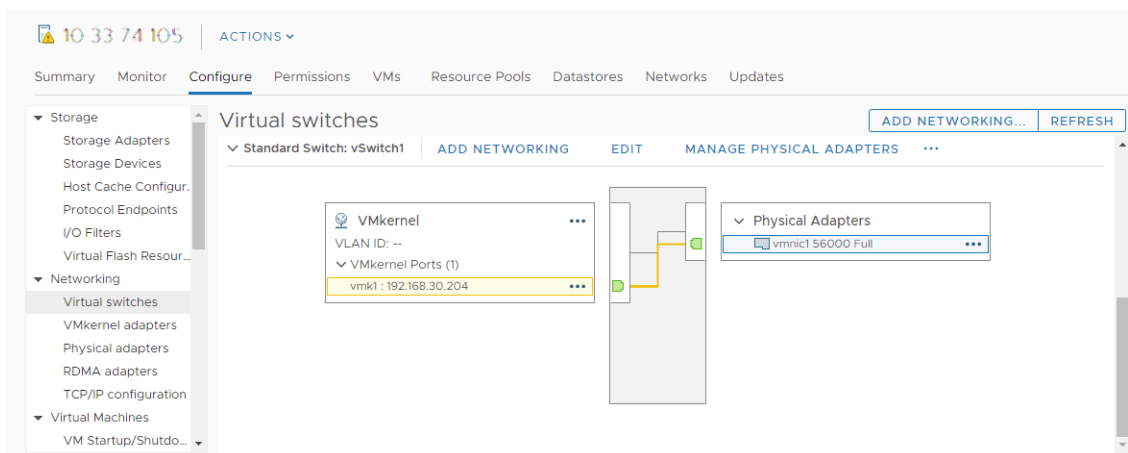 10 33 74 105 ACTIONS
Summary Monitor Configure Permissions VMs Resource Pools Datastores Networks Updates
Storage
Storage Adapters
Storage Devices
Host Cache Configur..
Protocol Endpoints
I/O Filters
Virtual Flash Resour...
Networking
Virtual switches
VMkernel adapters
Physical adapters
RDMA adapters
TCP/IP configuration
Virtual Machines
VM Startup/Shutdo...
Virtual switches
ADD NETWORKING... REFRESH
Standard Switch: vSwitch1 ADD NETWORKING EDIT MANAGE PHYSICAL ADAPTERS ...
VMkernel ...
VLAN ID: --
VMkernel Ports (1)
vmk1 : 192.168.30.204 ...
Physical Adapters
vmnic1 56000 Full ...